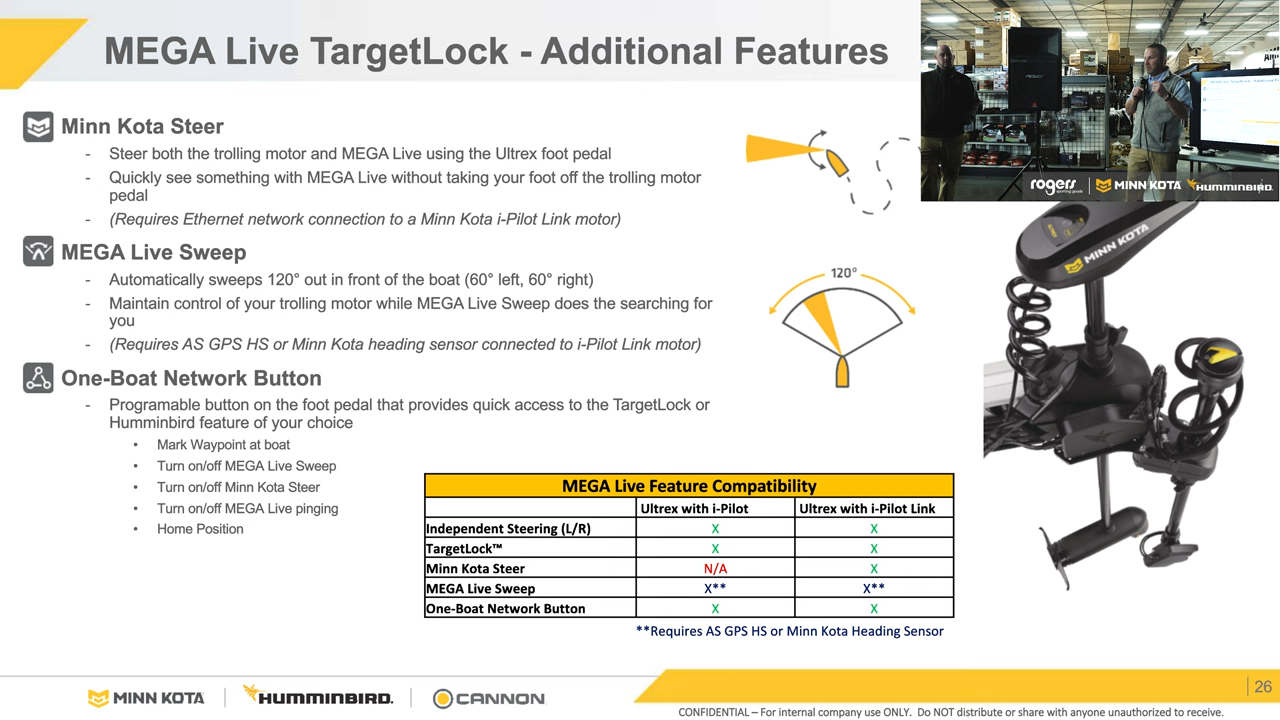 MEGA Live TargetLock - Additional Features
Minn Kota Steer
- Steer both the trolling motor and MEGA Live using the Ultrex foot pedal
- Quickly see something with MEGA Live without taking your foot off the trolling motor
pedal
- (Requires Ethernet network connection to a Minn Kota i-Pilot Link motor)
MEGA Live Sweep
- Automatically sweeps 120° out in front of the boat (60° left, 60° right)
- Maintain control of your trolling motor while MEGA Live Sweep does the searching for
you
- (Requires AS GPS HS or Minn Kota heading sensor connected to i-Pilot Link motor)
One-Boat Network Button
- Programable button on the foot pedal that provides quick access to the TargetLock or
Humminbird feature of your choice
• Mark Waypoint at boat
• Turn on/off MEGA Live Sweep
• Turn on/off Minn Kota Steer
• Turn on/off MEGA Live pinging
• Home Position
120°
rogers
sporting goods
MINN KOTA
HUMMINBIRD
MINN KOTA
MEGA Live Feature Compatibility
Ultrex with i-Pilot Ultrex with i-Pilot Link
Independent Steering (L/R) X X
TargetLock™ X X
Minn Kota Steer N/A X
MEGA Live Sweep X** X**
One-Boat Network Button X X
**Requires AS GPS HS or Minn Kota Heading Sensor
MINN KOTA
HUMMINBIRD.
CANNON
26
CONFIDENTIAL – For internal company use ONLY. Do NOT distribute or share with anyone unauthorized to receive.